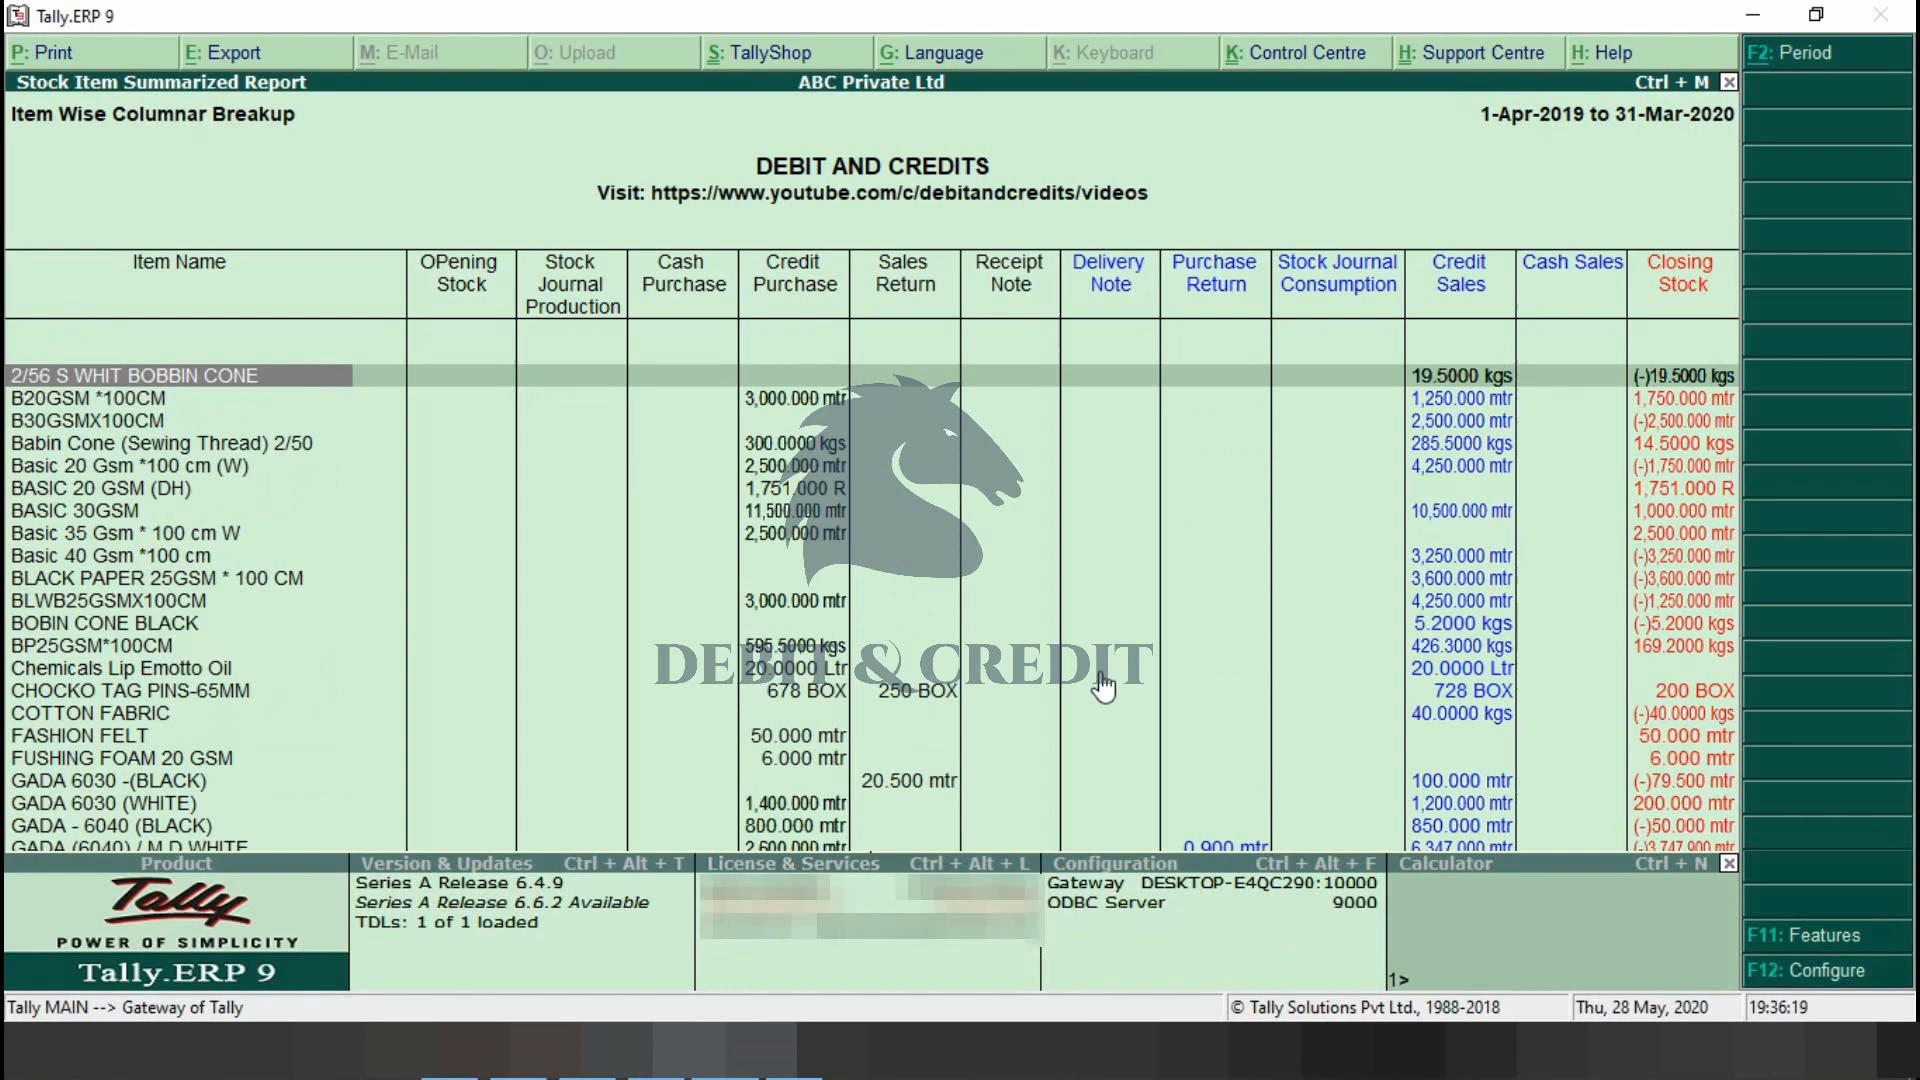 Tally.ERP 9
P: Print E: Export M: E-Mail O: Upload S: TallyShop G: Language K: Keyboard K: Control Centre H: Support Centre H: Help F2: Period
Stock Item Summarized Report ABC Private Ltd Ctrl + M
Item Wise Columnar Breakup 1-Apr-2019 to 31-Mar-2020
DEBIT AND CREDITS
Visit: https://www.youtube.com/c/debitandcredits/videos
Item Name OPening Stock Cash Credit Sales Receipt Delivery Purchase Stock Journal Credit Cash Sales Closing
Stock Journal Purchase Purchase Return Note Note Return Consumption Sales Stock
Production
2/56 S WHIT BOBBIN CONE 19.5000 kgs (-)19.5000 kgs
B20GSM *100CM 3,000.000 mtr 1,250.000 mtr 1,750.000 mtr
B30GSMX100CM 2,500.000 mtr (-)2,500.000 mtr
Babin Cone (Sewing Thread) 2/50 300.0000 kgs 285.5000 kgs 14.5000 kgs
Basic 20 Gsm *100 cm (W) 2,500.000 mtr 4,250.000 mtr (-)1,750.000 mtr
BASIC 20 GSM (DH) 1,751.000 R 1,751.000 R
BASIC 30GSM 11,500.000 mtr 10,500.000 mtr 1,000.000 mtr
Basic 35 Gsm * 100 cm W 2,500.000 mtr 2,500.000 mtr
Basic 40 Gsm *100 cm 3,250.000 mtr (-)3,250.000 mtr
BLACK PAPER 25GSM * 100 CM 3,600.000 mtr (-)3,600.000 mtr
BLWB25GSMX100CM 3,000.000 mtr 4,250.000 mtr (-)1,250.000 mtr
BOBIN CONE BLACK 5.2000 kgs (-)5.2000 kgs
BP25GSM*100CM 595.5000 kgs 426.3000 kgs 169.2000 kgs
DEBIT & CREDIT
Chemicals Lip Emotto Oil 20.0000 Ltr 20.0000 Ltr
CHOCKO TAG PINS-65MM 678 BOX 250 BOX 728 BOX 200 BOX
COTTON FABRIC 40.0000 kgs (-)40.0000 kgs
FASHION FELT 50.000 mtr 50.000 mtr
FUSHING FOAM 20 GSM 6.000 mtr 6.000 mtr
GADA 6030 -(BLACK) 20.500 mtr 100.000 mtr (-)79.500 mtr
GADA 6030 (WHITE) 1,400.000 mtr 1,200.000 mtr 200.000 mtr
GADA - 6040 (BLACK) 800.000 mtr 850.000 mtr (-)50.000 mtr
GADA (6040) / M.D WHITE 2,600.000 mtr 0.900 mtr 6,347.000 mtr (-)3,747.900 mtr
Product Version & Updates Ctrl + Alt + T License & Services Ctrl + Alt + L Configuration Ctrl + Alt + F Calculator Ctrl + N
Tally
POWER OF SIMPLICITY
Tally.ERP 9
Series A Release 6.4.9
Series A Release 6.6.2 Available
TDLs: 1 of 1 loaded
Gateway DESKTOP-E4QC290:10000
ODBC Server 9000
1>
F11: Features
F12: Configure
Tally MAIN --> Gateway of Tally © Tally Solutions Pvt Ltd., 1988-2018 Thu, 28 May, 2020 19:36:19